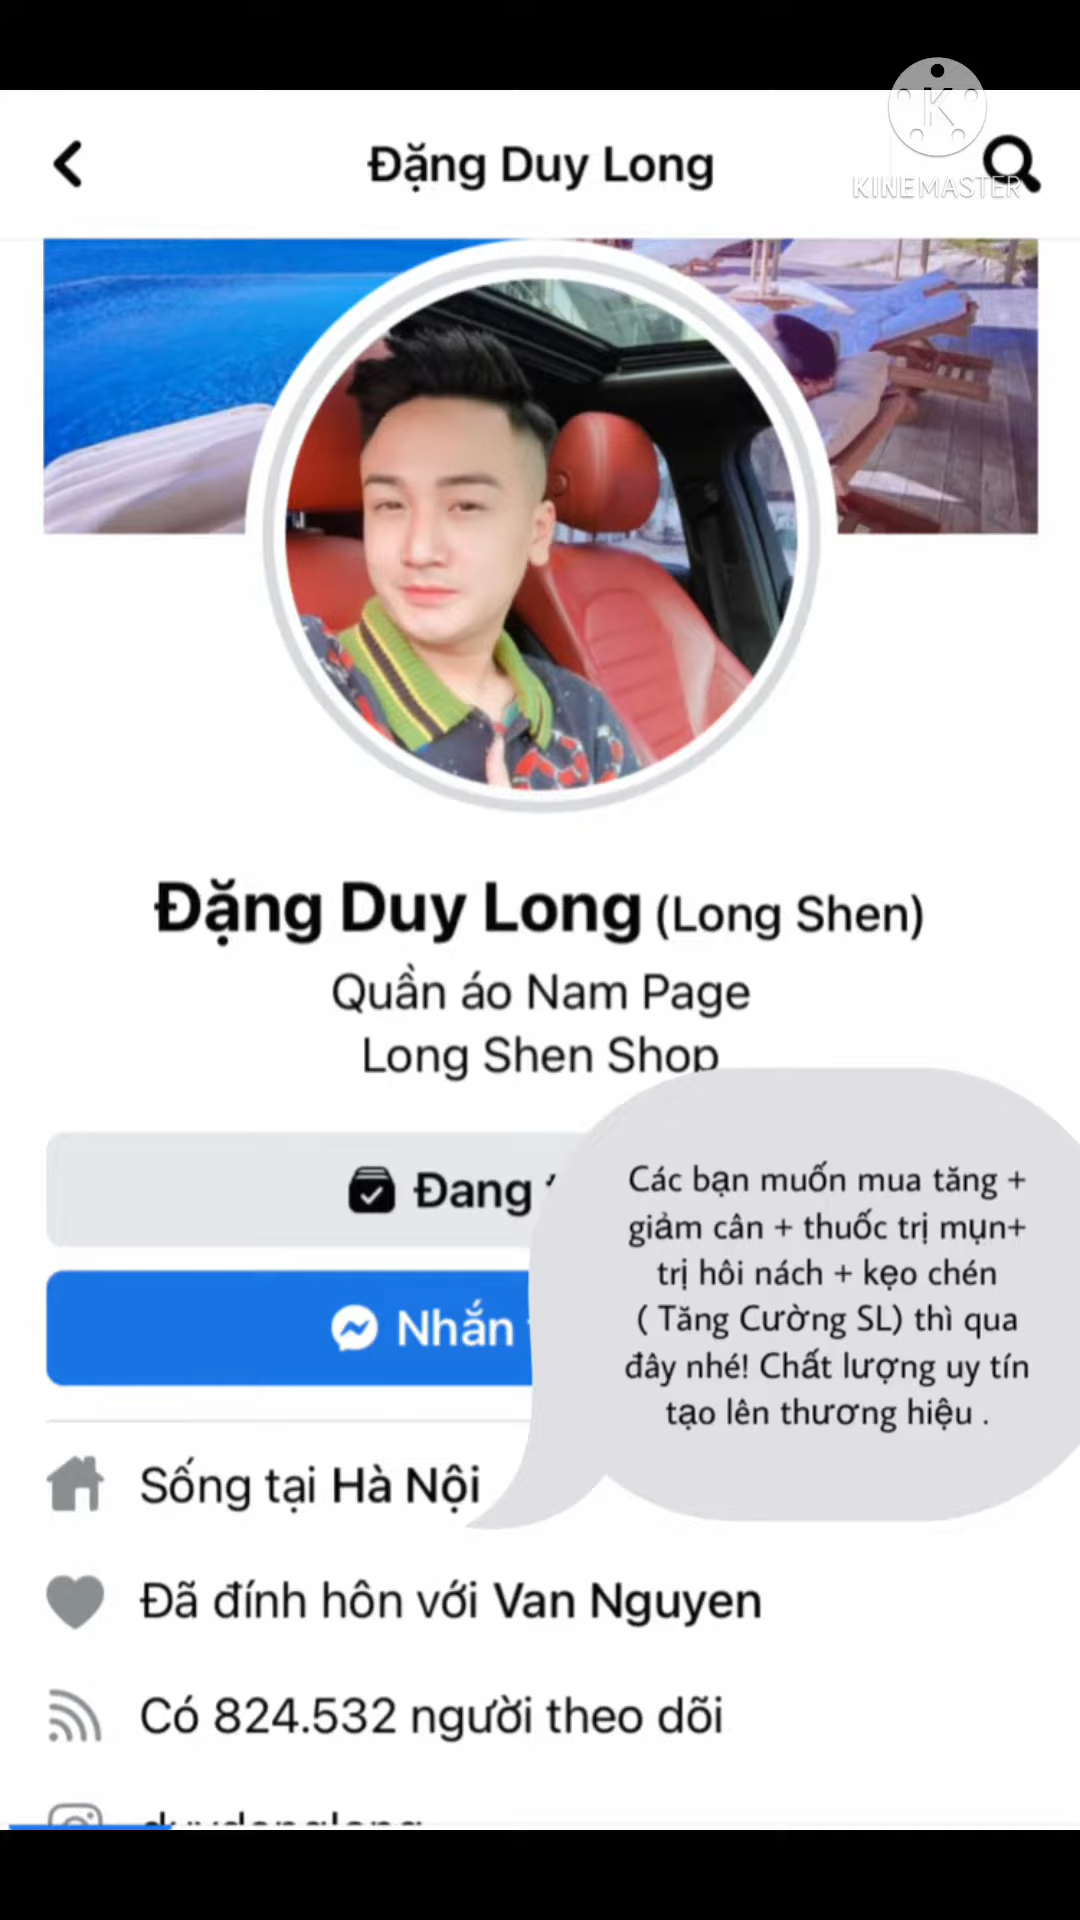 KINEMASTER
Đặng Duy Long
Đặng Duy Long (Long Shen)
Quần áo Nam Page
Long Shen Shop
Đang
Nhắn
Các bạn muốn mua tăng +
giảm cân + thuốc trị mụn+
trị hôi nách + kẹo chén
( Tăng Cường SL) thì qua
đây nhé! Chất lượng uy tín
tạo lên thương hiệu .
Sống tại Hà Nội
Đã đính hôn với Van Nguyen
Có 824.532 người theo dõi